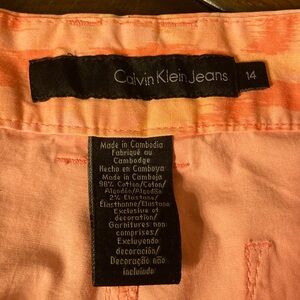 Calvin Klein Jeans
14
Made in Cambodia
Fabriqué au
Cambodge
Hecho en Camboya
Made in Camboja
98% Cotton/Coton/
Algodón/Algodão
2% Elastane/
Élasthanne/Elastano
Exclusive of
decoration/
Garnitures non
comprises/
Excluyendo
decoración/
Decoração não
incluído